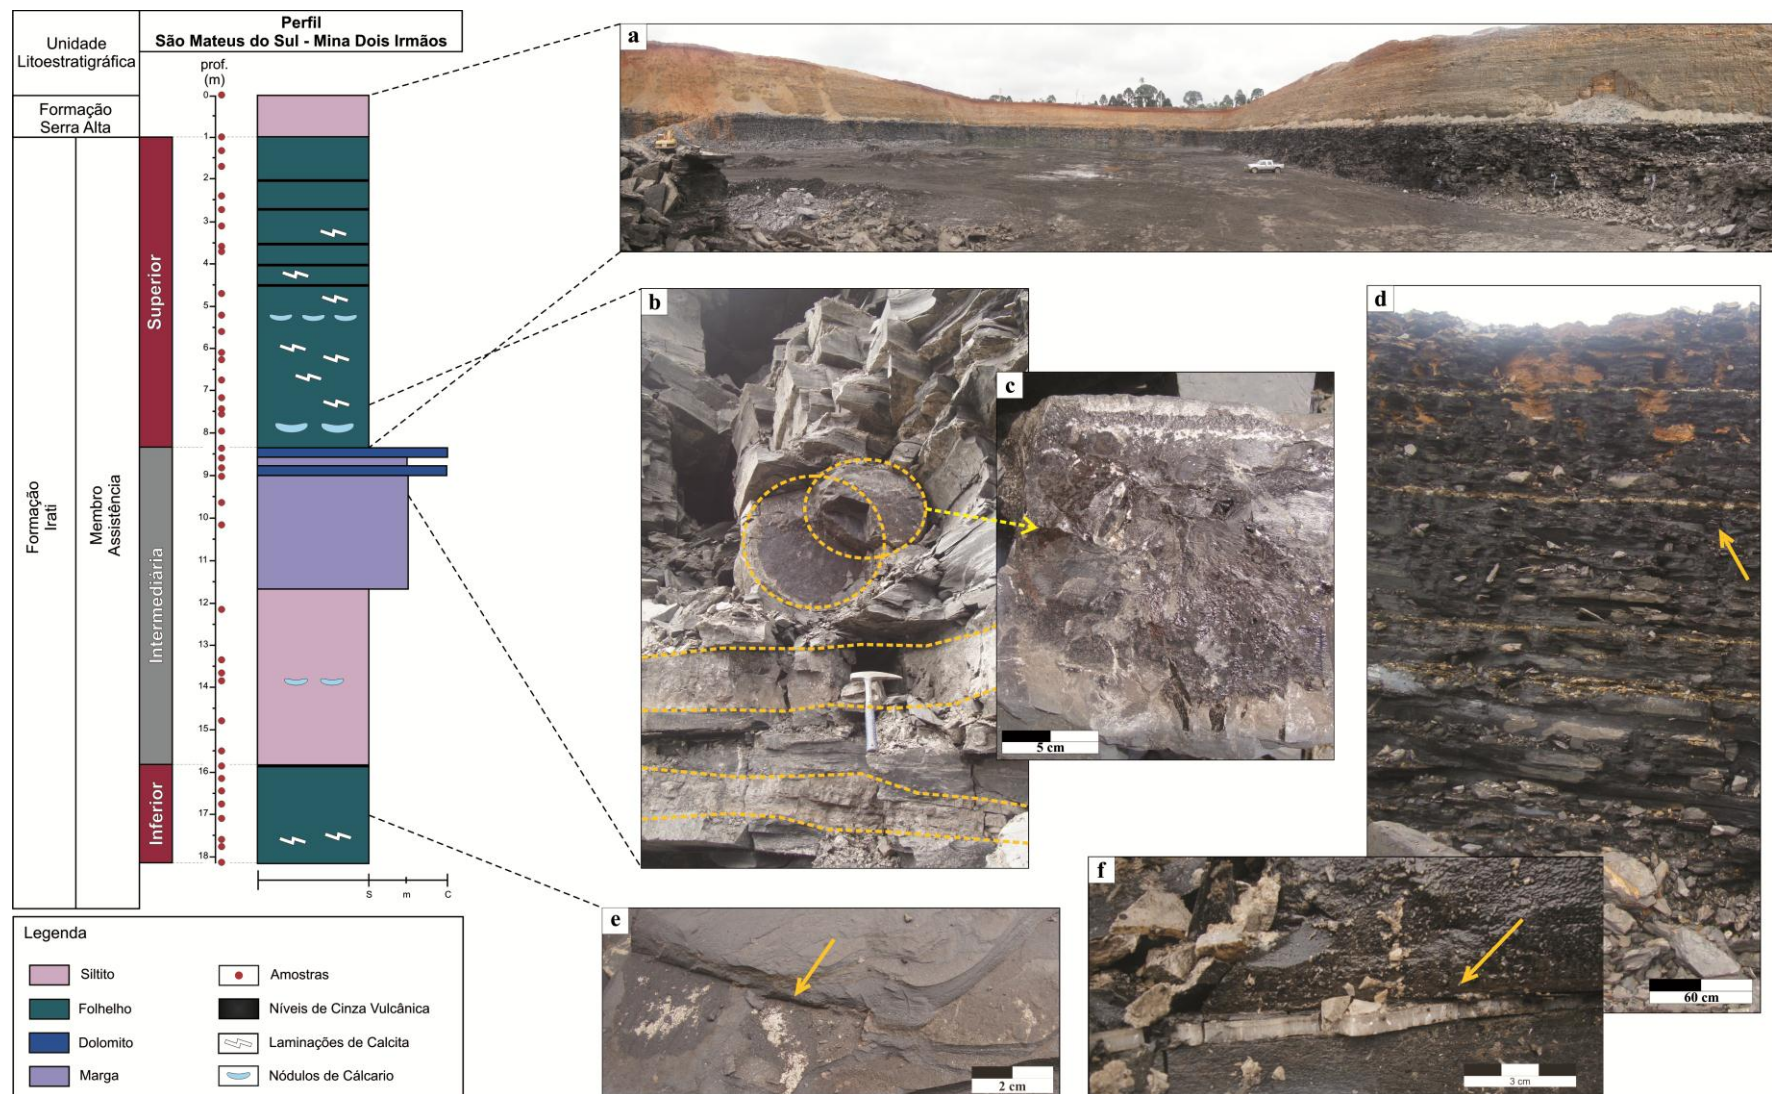 Unidade
Litoestratigráfica
Perfil
São Mateus do Sul - Mina Dois Irmãos
prof.
(m)
Formação
Serra Alta
Formação
Irati
Membro
Assistência
Superior
Intermediária
Inferior
0
1
2
3
4
5
6
7
8
9
10
11
12
13
14
15
16
17
18
S
m
C
a
b
c
5 cm
d
60 cm
e
2 cm
f
3 cm
Legenda
Siltito
Amostras
Folhelho
Níveis de Cinza Vulcânica
Dolomito
Laminações de Calcita
Marga
Nódulos de Cálcario